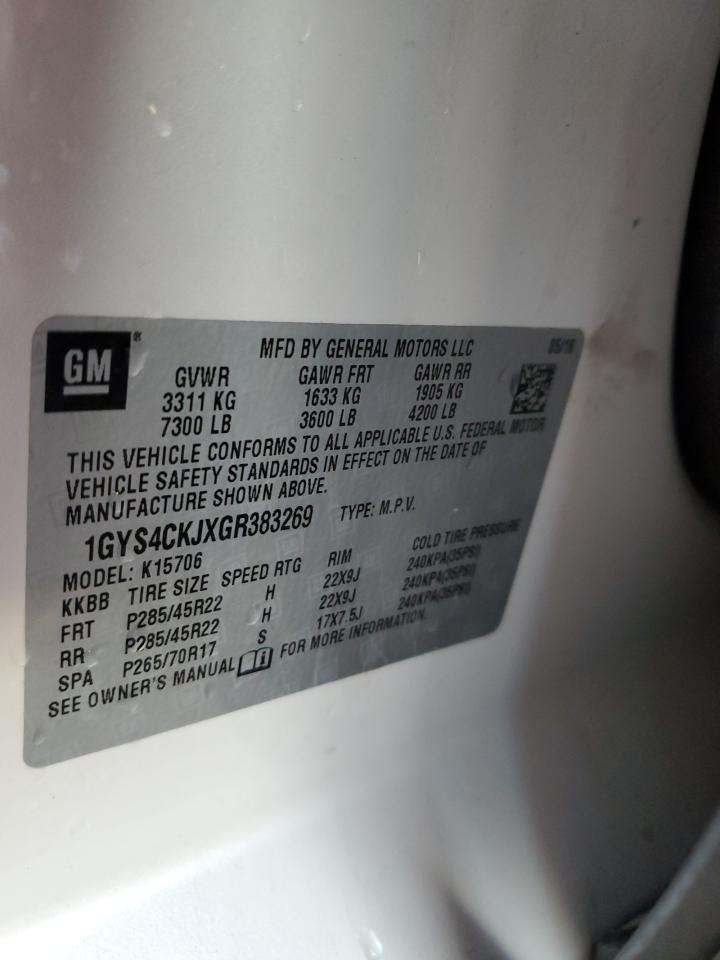 GM ® MFD BY GENERAL MOTORS LLC 05/16
GVWR GAWR FRT GAWR RR
3311 KG 1633 KG 1905 KG
7300 LB 3600 LB 4200 LB
THIS VEHICLE CONFORMS TO ALL APPLICABLE U.S. FEDERAL MOTOR
VEHICLE SAFETY STANDARDS IN EFFECT ON THE DATE OF
MANUFACTURE SHOWN ABOVE.
1GYS4CKJXGR383269 TYPE: M.P.V.
MODEL: K15706
KKBB TIRE SIZE SPEED RTG RIM COLD TIRE PRESSURE
FRT P285/45R22 H 22X9J 240KPA(35PSI)
RR P285/45R22 H 22X9J 240KPA(35PSI)
SPA P265/70R17 S 17X7.5J 240KPA(35PSI)
SEE OWNER'S MANUAL FOR MORE INFORMATION.